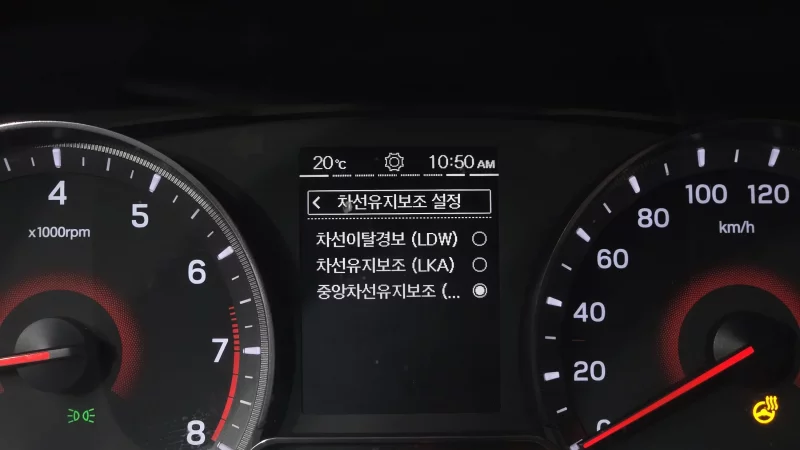 20°C 10:50 AM
< 차선유지보조 설정
차선이탈경보 (LDW)
차선유지보조 (LKA)
중앙차선유지보조 (...
4
5
6
7
8
x1000rpm
0
20
40
60
80
100
120
km/h